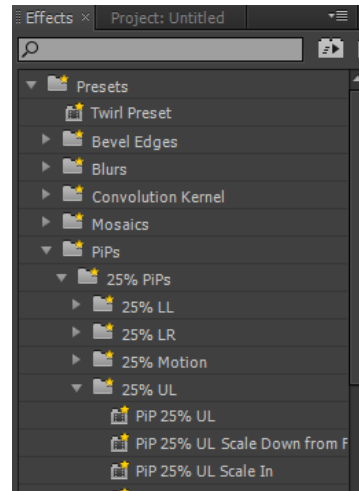 Effects × Project: Untitled
Presets
Twirl Preset
Bevel Edges
Blurs
Convolution Kernel
Mosaics
PiPs
25% PiPs
25% LL
25% LR
25% Motion
25% UL
PiP 25% UL
PiP 25% UL Scale Down from F
PiP 25% UL Scale In